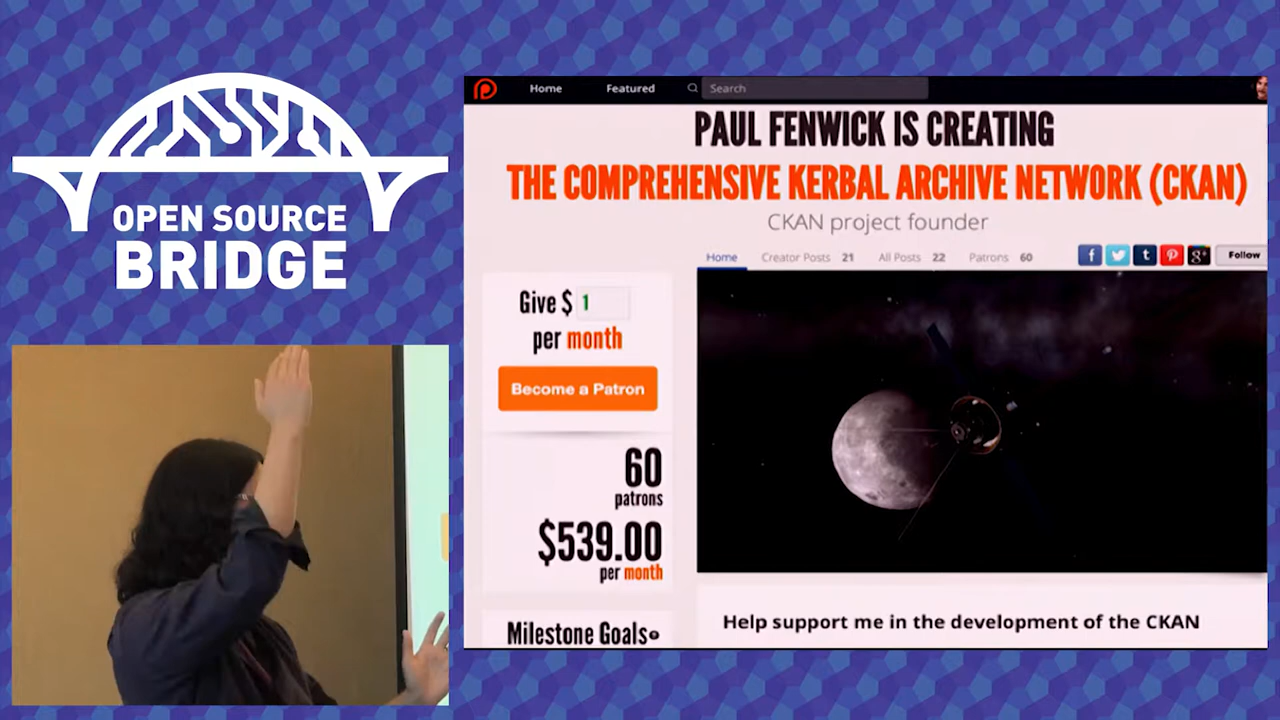 OPEN SOURCE
BRIDGE
Home Featured Search
PAUL FENWICK IS CREATING
THE COMPREHENSIVE KERBAL ARCHIVE NETWORK (CKAN)
CKAN project founder
Home Creator Posts 21 All Posts 22 Patrons 60
f t g+ Follow
Give $ 1
per month
Become a Patron
60
patrons
$539.00
per month
Milestone Goals
Help support me in the development of the CKAN